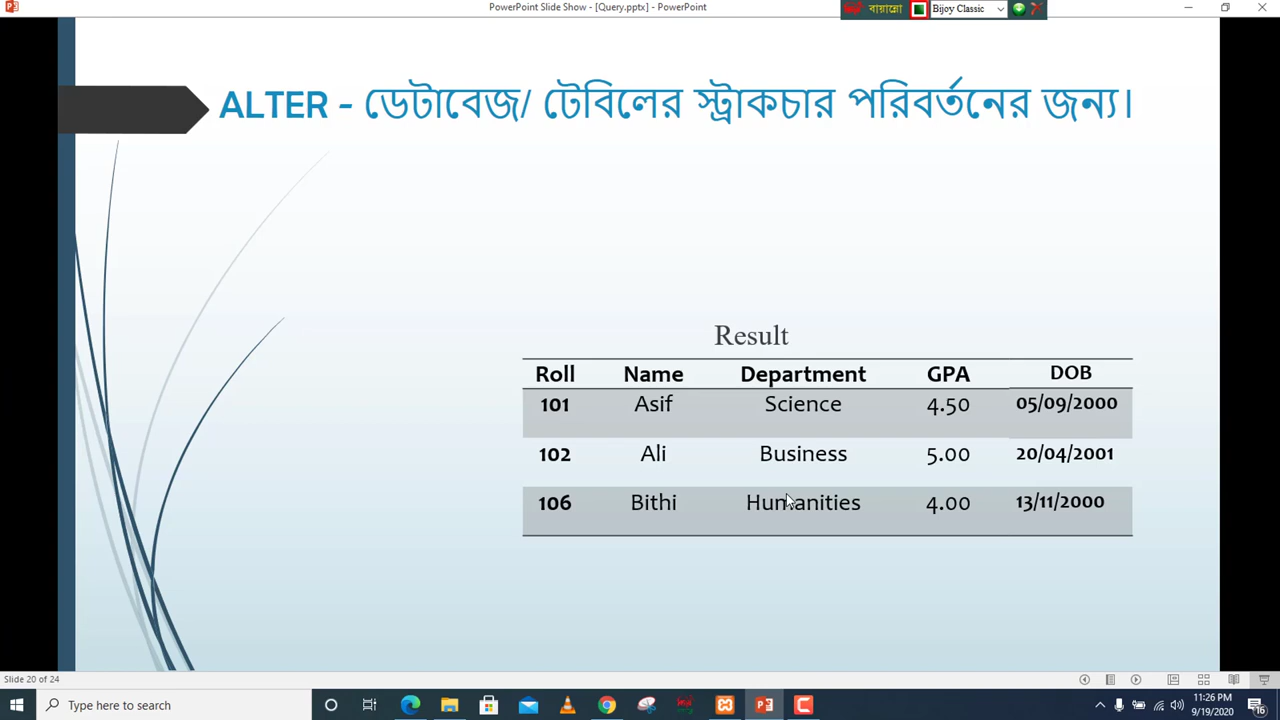 PowerPoint Slide Show - [Query.pptx] - PowerPoint
বায়ান্নো
Bijoy Classic
ALTER - ডেটাবেজ/ টেবিলের স্ট্রাকচার পরিবর্তনের জন্য।
Result
Roll Name Department GPA DOB
101 Asif Science 4.50 05/09/2000
102 Ali Business 5.00 20/04/2001
106 Bithi Humanities 4.00 13/11/2000
Slide 20 of 24
Type here to search
11:26 PM
9/19/2020
16